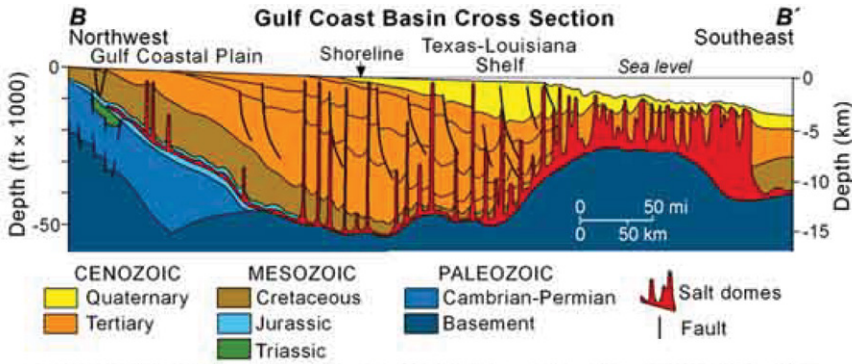 B Gulf Coast Basin Cross Section B′
Northwest Southeast
Gulf Coastal Plain
Shoreline
Texas-Louisiana
Shelf
Sea level
Depth (ft × 1000)
0
-50
0
-5
-10
-15
Depth (km)
0 50 mi
0 50 km
CENOZOIC
Quaternary
Tertiary
MESOZOIC
Cretaceous
Jurassic
Triassic
PALEOZOIC
Cambrian-Permian
Basement
Salt domes
Fault